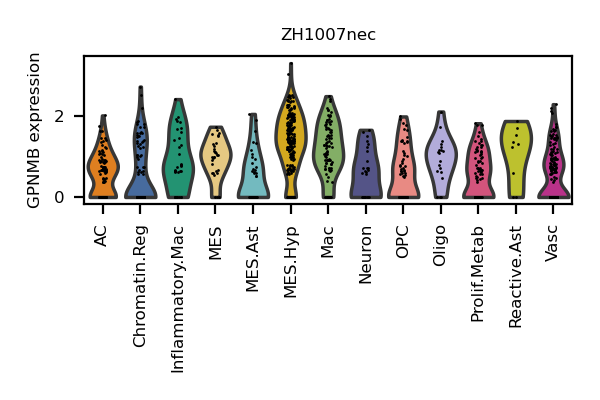 ZH1007nec
GPNMB expression
2
0
AC
Chromatin.Reg
Inflammatory.Mac
MES
MES.Ast
MES.Hyp
Mac
Neuron
OPC
Oligo
Prolif.Metab
Reactive.Ast
Vasc